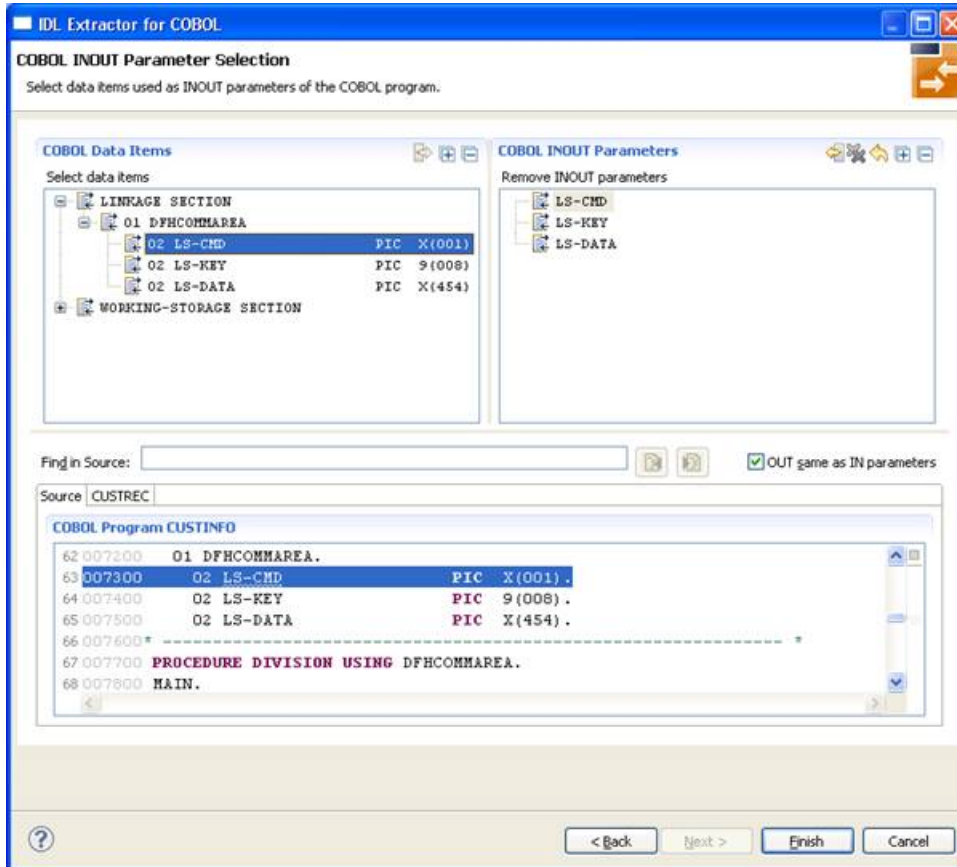 IDL Extractor for COBOL
COBOL INOUT Parameter Selection
Select data items used as INOUT parameters of the COBOL program.
COBOL Data Items
Select data items
LINKAGE SECTION
01 DFHCOMMAREA
02 LS-CMD PIC X(001)
02 LS-KEY PIC 9(008)
02 LS-DATA PIC X(454)
WORKING-STORAGE SECTION
COBOL INOUT Parameters
Remove INOUT parameters
LS-CMD
LS-KEY
LS-DATA
Find in Source:
OUT same as IN parameters
Source CUSTREC
COBOL Program CUSTINFO
62 007200 01 DFHCOMMAREA.
63 007300 02 LS-CMD PIC X(001).
64 007400 02 LS-KEY PIC 9(008).
65 007500 02 LS-DATA PIC X(454).
66 007600* ----------------------------------------------------------------- *
67 007700 PROCEDURE DIVISION USING DFHCOMMAREA.
68 007800 MAIN.
? < Back Next > Finish Cancel